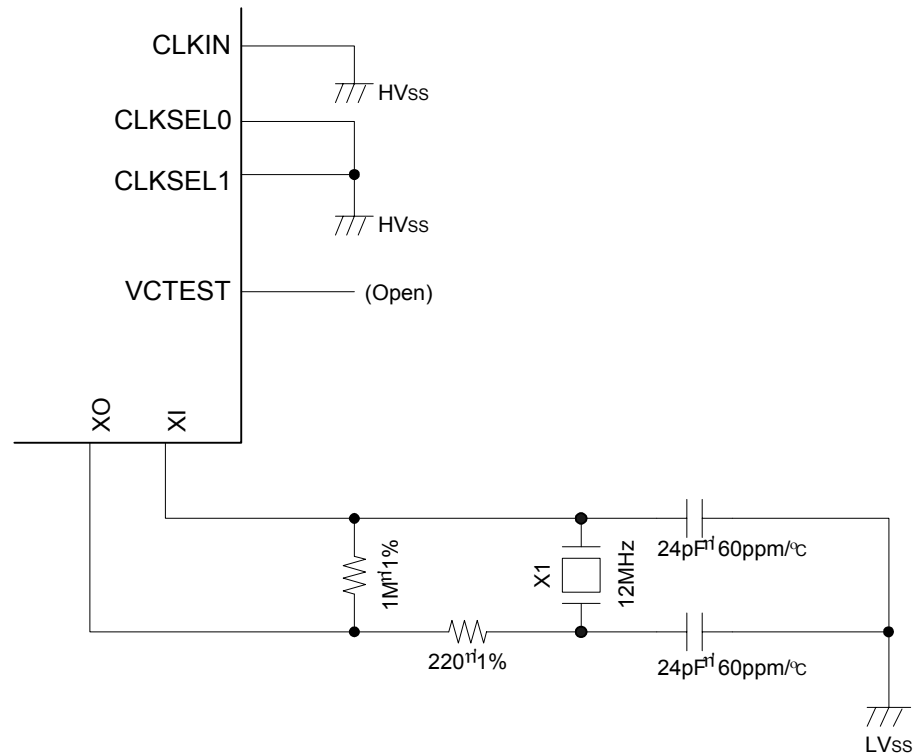 CLKIN
HVss
CLKSEL0
CLKSEL1
HVss
VCTEST
(Open)
XO
XI
24pF 60ppm/℃
1M 1%
X1
12MHz
220 1%
24pF 60ppm/℃
LVss